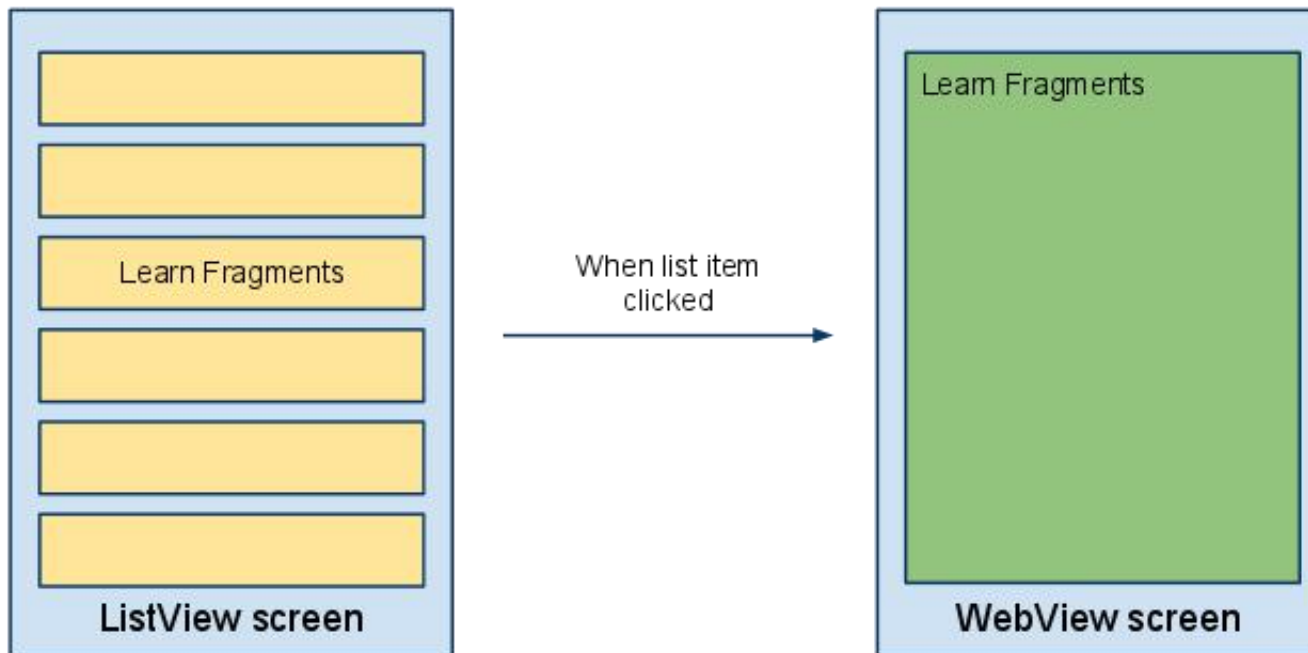 Learn Fragments
ListView screen
When list item
clicked
Learn Fragments
WebView screen